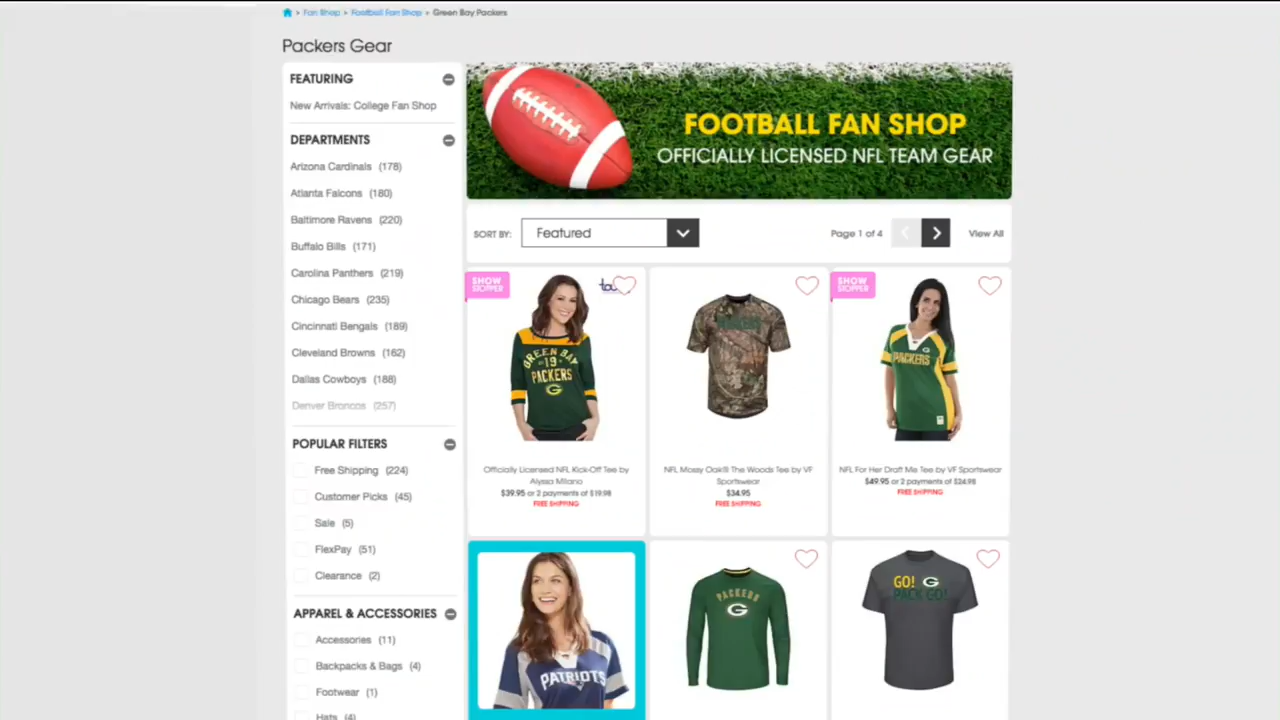 > Fan Shop > Football Fan Shop > Green Bay Packers
Packers Gear
FEATURING
New Arrivals: College Fan Shop
DEPARTMENTS
Arizona Cardinals (178)
Atlanta Falcons (180)
Baltimore Ravens (220)
Buffalo Bills (171)
Carolina Panthers (219)
Chicago Bears (235)
Cincinnati Bengals (189)
Cleveland Browns (162)
Dallas Cowboys (188)
Denver Broncos (257)
POPULAR FILTERS
Free Shipping (224)
Customer Picks (45)
Sale (5)
FlexPay (51)
Clearance (2)
APPAREL & ACCESSORIES
Accessories (11)
Backpacks & Bags (4)
Footwear (1)
Hats (4)
FOOTBALL FAN SHOP
OFFICIALLY LICENSED NFL TEAM GEAR
SORT BY:
Featured
Page 1 of 4
View All
SHOW
STOPPER
GREEN BAY
19
PACKERS
G
Officially Licensed NFL Kick-Off Tee by
Alyssa Milano
$39.95 or 2 payments of $19.98
FREE SHIPPING
NFL Mossy Oak® The Woods Tee by VF
Sportswear
$34.95
FREE SHIPPING
SHOW
STOPPER
G
PACKERS
NFL For Her Draft Me Tee by VF Sportswear
$49.95 or 2 payments of $24.98
FREE SHIPPING
PATRIOTS
PACKERS
G
GO! G
PACK GO!